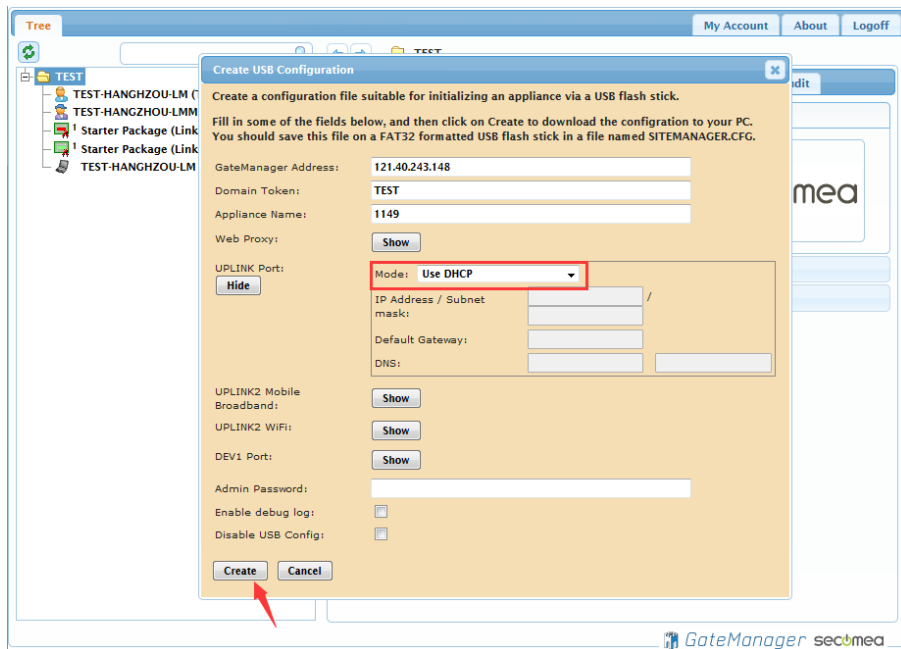 Tree
My Account
About
Logoff
TEST
TEST
TEST-HANGHZOU-LM (
TEST-HANGZHOU-LMM
1 Starter Package (Link
1 Starter Package (Link
TEST-HANGHZOU-LM
Create USB Configuration
Create a configuration file suitable for initializing an appliance via a USB flash stick.
Fill in some of the fields below, and then click on Create to download the configration to your PC.
You should save this file on a FAT32 formatted USB flash stick in a file named SITEMANAGER.CFG.
GateManager Address: 121.40.243.148
Domain Token: TEST
Appliance Name: 1149
Web Proxy: Show
UPLINK Port:
Hide
Mode: Use DHCP
IP Address / Subnet /
mask:
Default Gateway:
DNS:
UPLINK2 Mobile
Broadband: Show
UPLINK2 WiFi: Show
DEV1 Port: Show
Admin Password:
Enable debug log:
Disable USB Config:
Create Cancel
dit
mea
GateManager secomea